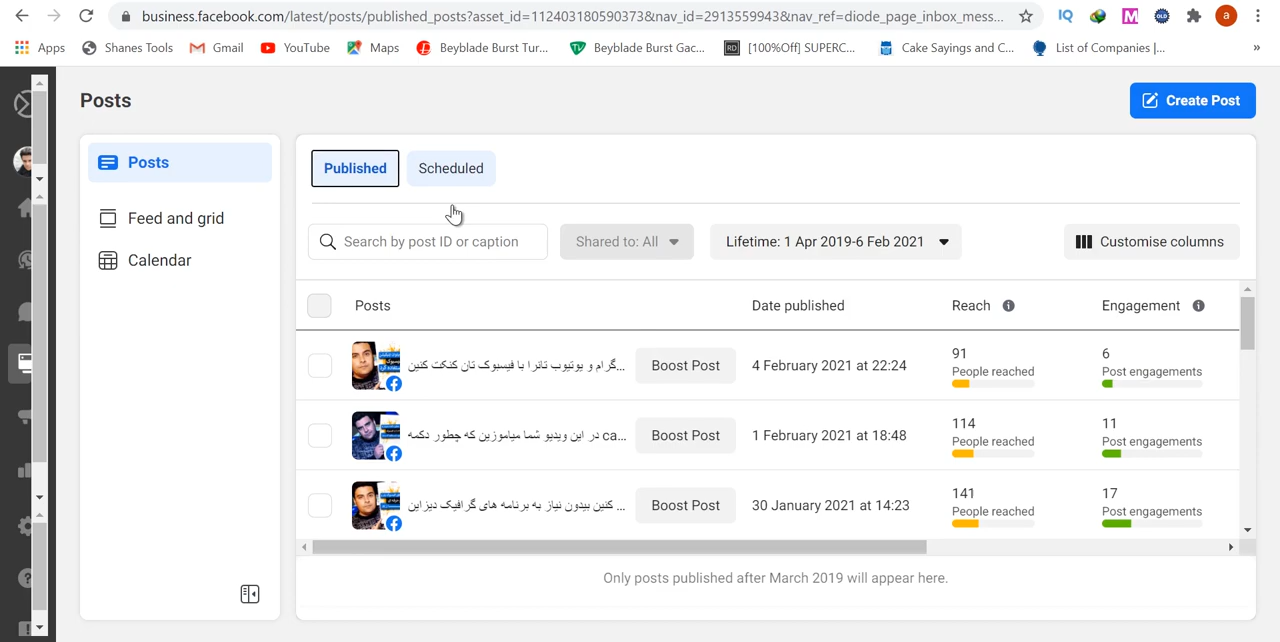 business.facebook.com/latest/posts/published_posts?asset_id=112403180590373&nav_id=2913559943&nav_ref=diode_page_inbox_mess...
IQ
M
OLD
a
Apps
Shanes Tools
Gmail
YouTube
Maps
Beyblade Burst Tur...
Beyblade Burst Gac...
RD
[100%Off] SUPERC...
Cake Sayings and C...
List of Companies |...
»
Posts
Create Post
Posts
Feed and grid
Calendar
Published
Scheduled
Search by post ID or caption
Shared to: All
Lifetime: 1 Apr 2019-6 Feb 2021
Customise columns
Posts
Date published
Reach
Engagement
گرام و یوتیوب تانرا با فیسبوک تان کنکت کنین...
Boost Post
4 February 2021 at 22:24
91
People reached
6
Post engagements
در این ویدیو شما میاموزین که چطور دکمه ca...
Boost Post
1 February 2021 at 18:48
114
People reached
11
Post engagements
کنین بیدون نیاز به برنامه های گرافیک دیزاین ...
Boost Post
30 January 2021 at 14:23
141
People reached
17
Post engagements
Only posts published after March 2019 will appear here.